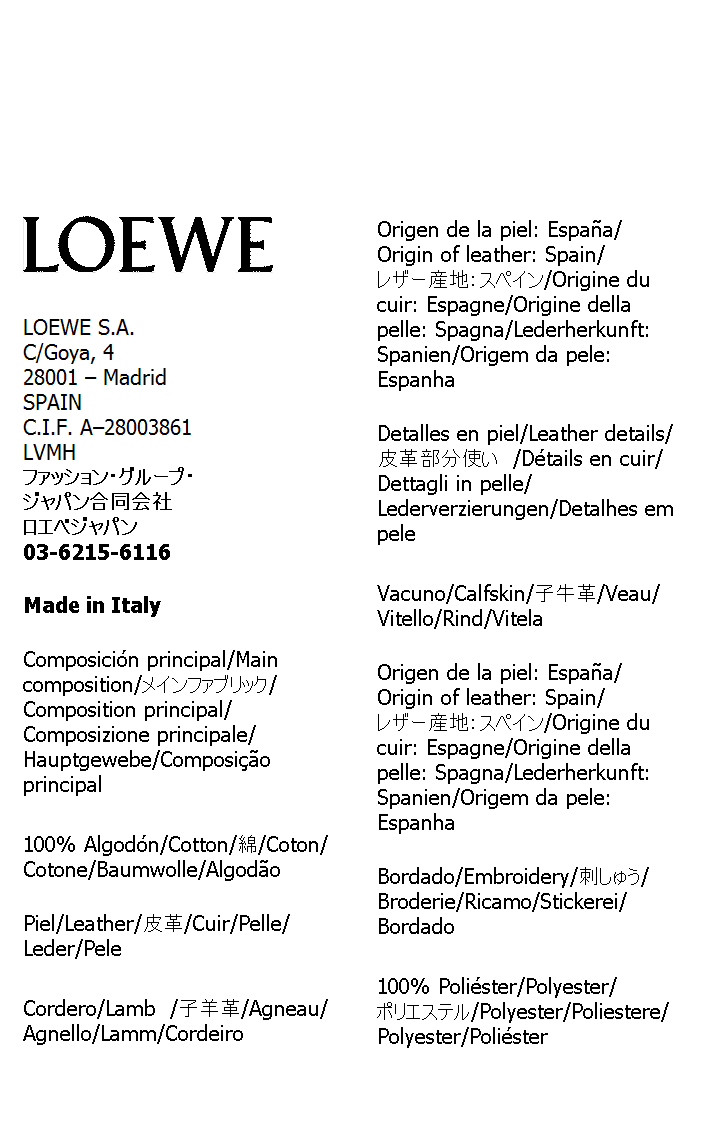 LOEWE
LOEWE S.A.
C/Goya, 4
28001 – Madrid
SPAIN
C.I.F. A–28003861
LVMH
ファッション・グループ・
ジャパン合同会社
ロエベジャパン
03-6215-6116
Made in Italy
Composición principal/Main
composition/メインファブリック/
Composition principal/
Composizione principale/
Hauptgewebe/Composição
principal
100% Algodón/Cotton/綿/Coton/
Cotone/Baumwolle/Algodão
Piel/Leather/皮革/Cuir/Pelle/
Leder/Pele
Cordero/Lamb /子羊革/Agneau/
Agnello/Lamm/Cordeiro
Origen de la piel: España/
Origin of leather: Spain/
レザー産地：スペイン/Origine du
cuir: Espagne/Origine della
pelle: Spagna/Lederherkunft:
Spanien/Origem da pele:
Espanha
Detalles en piel/Leather details/
皮革部分使い /Détails en cuir/
Dettagli in pelle/
Lederverzierungen/Detalhes em
pele
Vacuno/Calfskin/子牛革/Veau/
Vitello/Rind/Vitela
Origen de la piel: España/
Origin of leather: Spain/
レザー産地：スペイン/Origine du
cuir: Espagne/Origine della
pelle: Spagna/Lederherkunft:
Spanien/Origem da pele:
Espanha
Bordado/Embroidery/刺しゅう/
Broderie/Ricamo/Stickerei/
Bordado
100% Poliéster/Polyester/
ポリエステル/Polyester/Poliestere/
Polyester/Poliéster